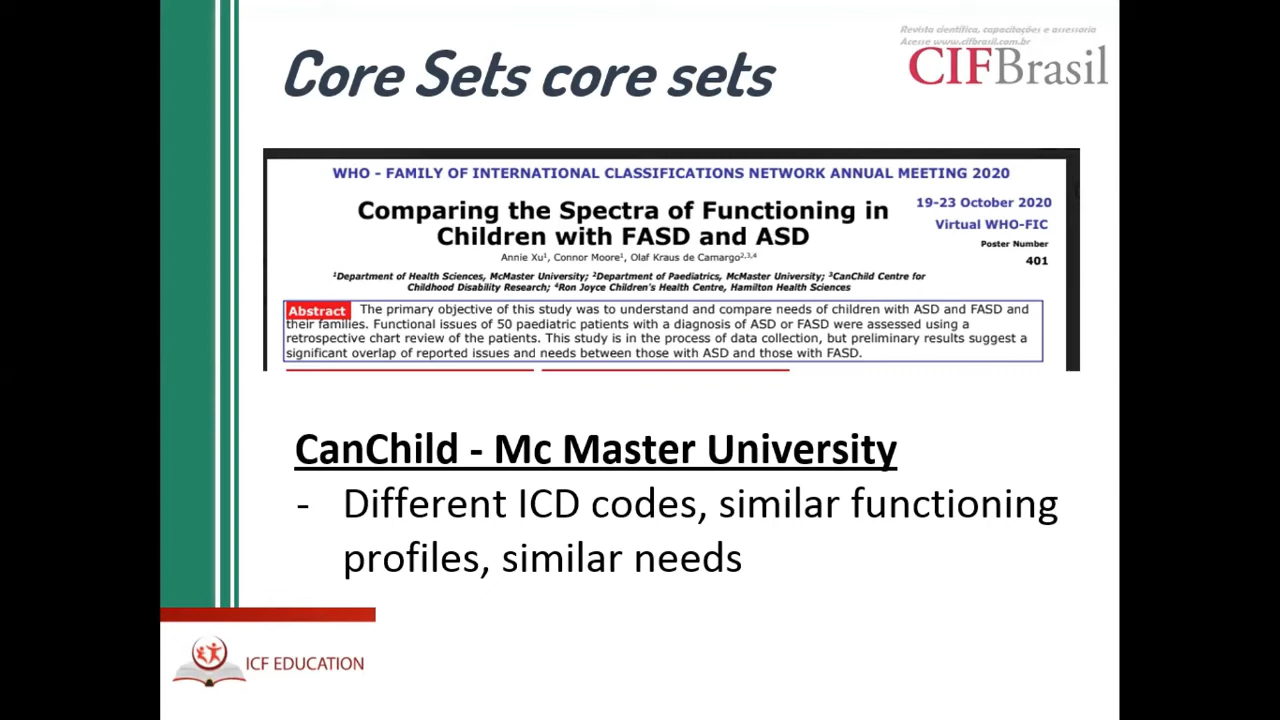 Core Sets core sets
Revista científica, capacitações e assessoria
Acesse www.cifbrasil.com.br
CIFBrasil
WHO - FAMILY OF INTERNATIONAL CLASSIFICATIONS NETWORK ANNUAL MEETING 2020
Comparing the Spectra of Functioning in
Children with FASD and ASD
19-23 October 2020
Virtual WHO-FIC
Poster Number
401
Annie Xu¹, Connor Moore¹, Olaf Kraus de Camargo²,³,⁴
¹Department of Health Sciences, McMaster University; ²Department of Paediatrics, McMaster University; ³CanChild Centre for
Childhood Disability Research; ⁴Ron Joyce Children's Health Centre, Hamilton Health Sciences
Abstract The primary objective of this study was to understand and compare needs of children with ASD and FASD and
their families. Functional issues of 50 paediatric patients with a diagnosis of ASD or FASD were assessed using a
retrospective chart review of the patients. This study is in the process of data collection, but preliminary results suggest a
significant overlap of reported issues and needs between those with ASD and those with FASD.
CanChild - Mc Master University
- Different ICD codes, similar functioning
profiles, similar needs
ICF EDUCATION